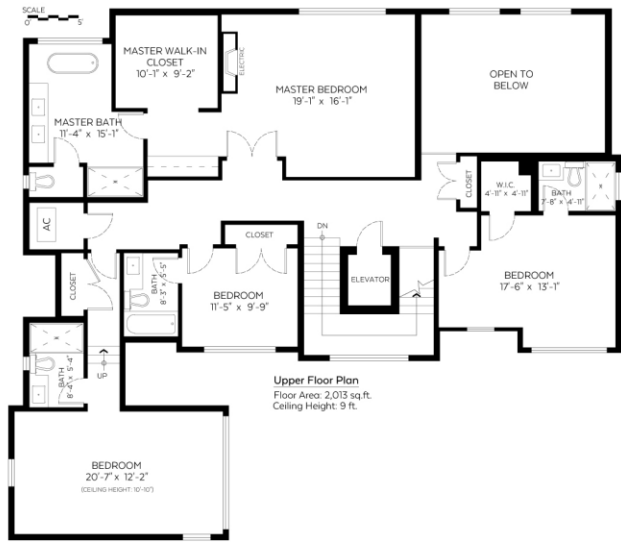 SCALE
0' 5'
MASTER WALK-IN
CLOSET
10'-1" x 9'-2"
ELECTRIC
MASTER BEDROOM
19'-1" x 16'-1"
OPEN TO
BELOW
MASTER BATH
11'-4" x 15'-1"
CLOSET
W.I.C.
4'-11" x 4'-11"
BATH
7'-8" x 4'-11"
AC
CLOSET
DN
CLOSET
BATH
8'-3" x 5'-5"
BEDROOM
11'-5" x 9'-9"
ELEVATOR
BEDROOM
17'-6" x 13'-1"
BATH
8'-4" x 5'-4"
UP
Upper Floor Plan
Floor Area: 2,013 sq.ft.
Ceiling Height: 9 ft.
BEDROOM
20'-7" x 12'-2"
(CEILING HEIGHT: 10'-10")